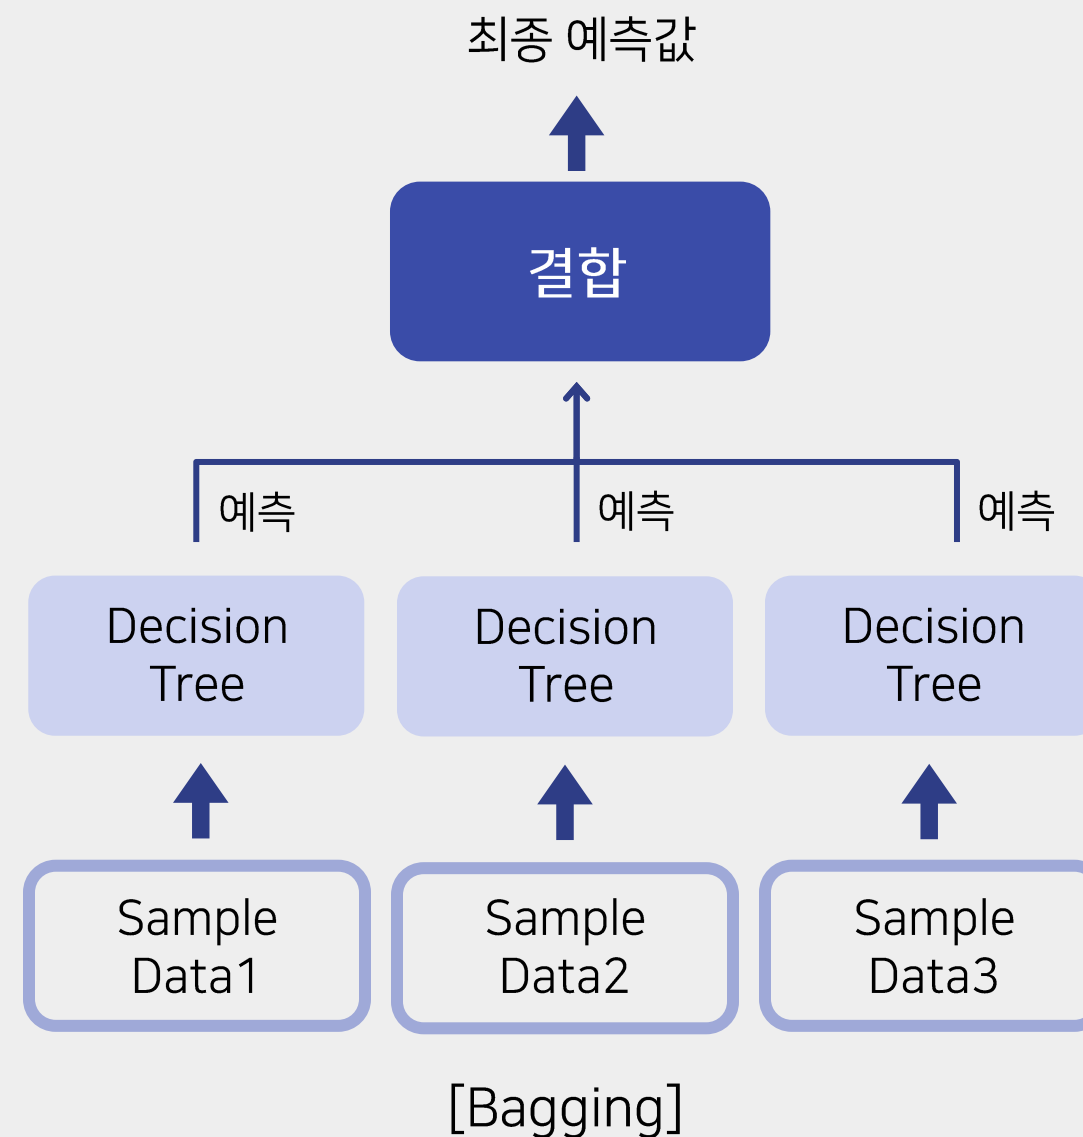 최종 예측값
결합
예측 예측 예측
Decision Tree
Decision Tree
Decision Tree
Sample Data1
Sample Data2
Sample Data3
[Bagging]